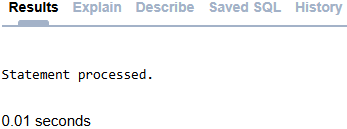 Results Explain Describe Saved SQL History
Statement processed.
0.01 seconds